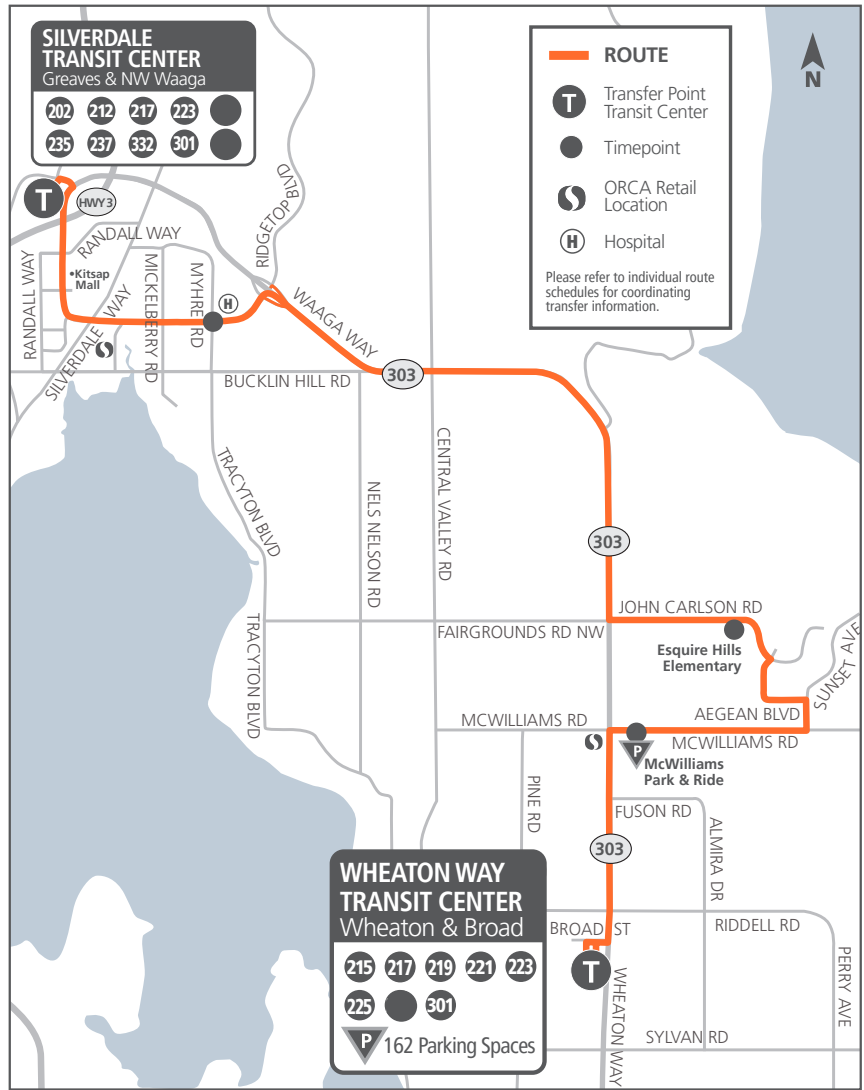 SILVERDALE
TRANSIT CENTER
Greaves & NW Waaga
202 212 217 223
235 237 332 301
ROUTE
T Transfer Point
Transit Center
Timepoint
S ORCA Retail
Location
H Hospital
Please refer to individual route
schedules for coordinating
transfer information.
N
T
HWY3
RIDGETOP BLVD
RANDALL WAY
•Kitsap
Mall
RANDALL WAY
SILVERDALE WAY
MICKELBERRY RD
MYHRE RD
H
S
WAAGA WAY
BUCKLIN HILL RD
303
TRACYTON BLVD
NELS NELSON RD
CENTRAL VALLEY RD
303
JOHN CARLSON RD
TRACYTON BLVD
FAIRGROUNDS RD NW
Esquire Hills
Elementary
SUNSET AVE
AEGEAN BLVD
MCWILLIAMS RD
MCWILLIAMS RD
S
P
McWilliams
Park & Ride
PINE RD
FUSON RD
ALMIRA DR
303
WHEATON WAY
TRANSIT CENTER
Wheaton & Broad
215 217 219 221 223
225 301
P 162 Parking Spaces
BROAD ST
RIDDELL RD
T
WHEATON WAY
PERRY AVE
SYLVAN RD